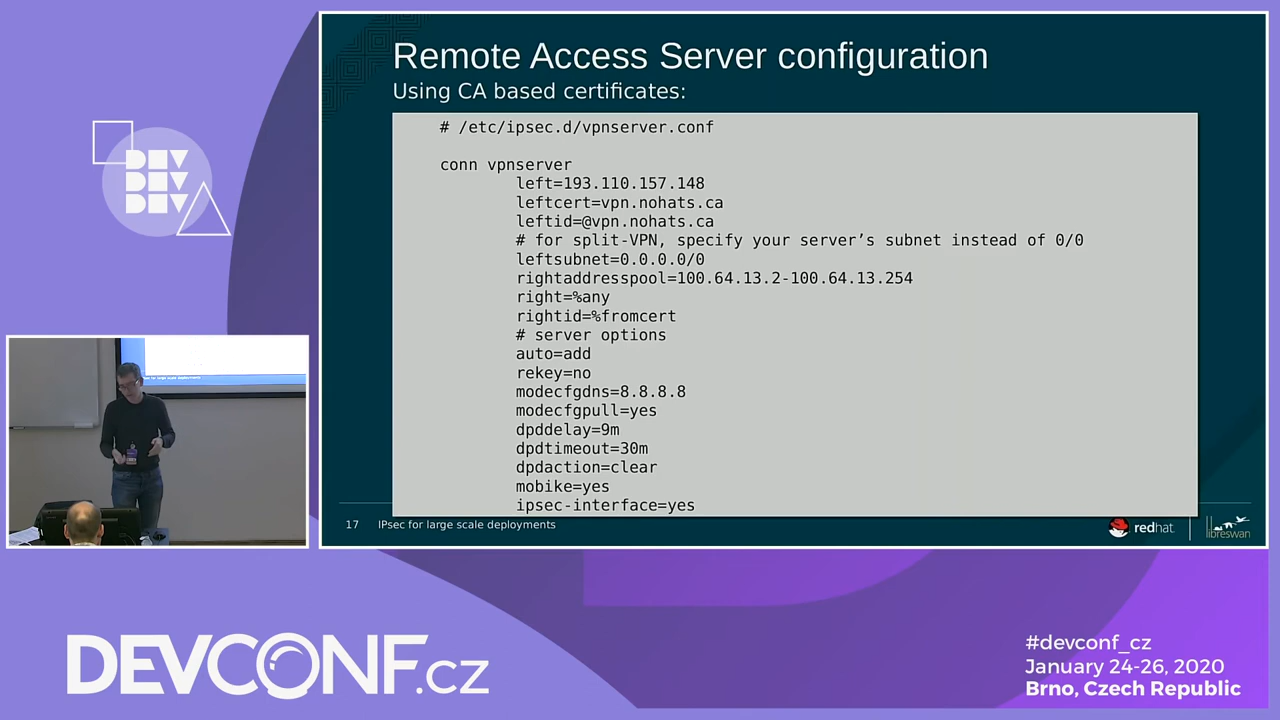 Remote Access Server configuration
Using CA based certificates:
# /etc/ipsec.d/vpnserver.conf
conn vpnserver
left=193.110.157.148
leftcert=vpn.nohats.ca
leftid=@vpn.nohats.ca
# for split-VPN, specify your server’s subnet instead of 0/0
leftsubnet=0.0.0.0/0
rightaddresspool=100.64.13.2-100.64.13.254
right=%any
rightid=%fromcert
# server options
auto=add
rekey=no
modecfgdns=8.8.8.8
modecfgpull=yes
dpddelay=9m
dpdtimeout=30m
dpdaction=clear
mobike=yes
ipsec-interface=yes
17 IPsec for large scale deployments
redhat libreswan
DEV
DEV
DEV
DEVCONF.cz
#devconf_cz
January 24-26, 2020
Brno, Czech Republic